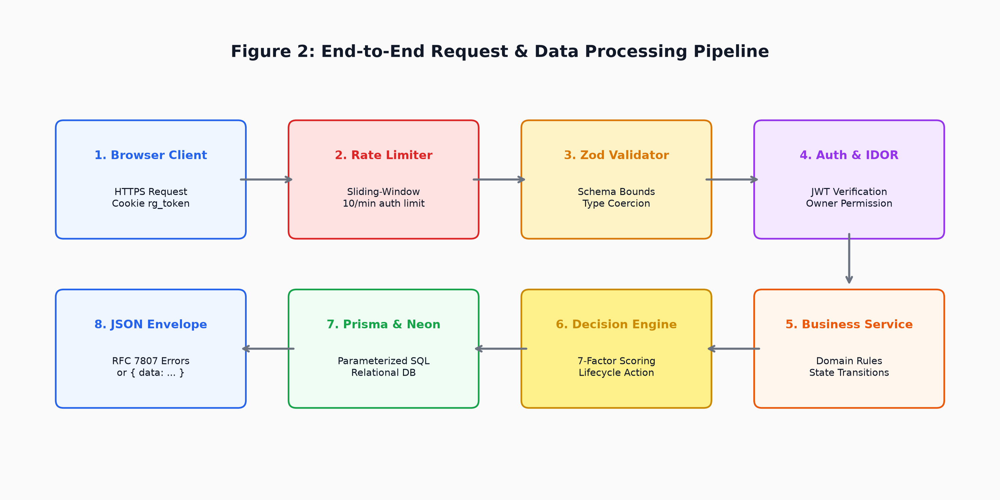 Figure 2: End-to-End Request & Data Processing Pipeline
1. Browser Client
HTTPS Request
Cookie rg_token
2. Rate Limiter
Sliding-Window
10/min auth limit
3. Zod Validator
Schema Bounds
Type Coercion
4. Auth & IDOR
JWT Verification
Owner Permission
5. Business Service
Domain Rules
State Transitions
6. Decision Engine
7-Factor Scoring
Lifecycle Action
7. Prisma & Neon
Parameterized SQL
Relational DB
8. JSON Envelope
RFC 7807 Errors
or { data: ... }